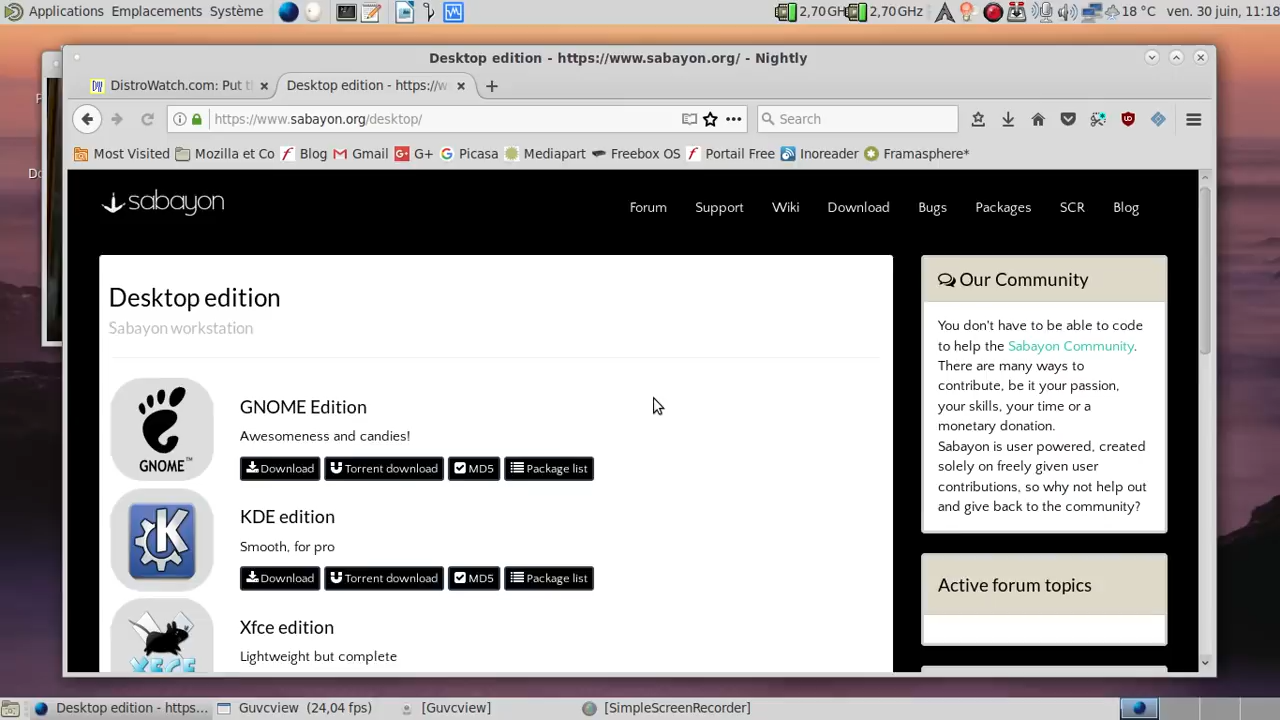 Applications Emplacements Système
2,70 GHz 2,70 GHz
18 °C ven. 30 juin, 11:18
Desktop edition - https://www.sabayon.org/ - Nightly
DistroWatch.com: Put t
Desktop edition - https://w
https://www.sabayon.org/desktop/
Search
Most Visited Mozilla et Co Blog Gmail G+ Picasa Mediapart Freebox OS Portail Free Inoreader Framasphere*
sabayon
Forum Support Wiki Download Bugs Packages SCR Blog
Desktop edition
Sabayon workstation
GNOME™
GNOME Edition
Awesomeness and candies!
Download Torrent download MD5 Package list
KDE edition
Smooth, for pro
Download Torrent download MD5 Package list
XFCE
Xfce edition
Lightweight but complete
Our Community
You don't have to be able to code
to help the Sabayon Community.
There are many ways to
contribute, be it your passion,
your skills, your time or a
monetary donation.
Sabayon is user powered, created
solely on freely given user
contributions, so why not help out
and give back to the community?
Active forum topics
Desktop edition - https...
Guvcview (24,04 fps)
[Guvcview]
[SimpleScreenRecorder]